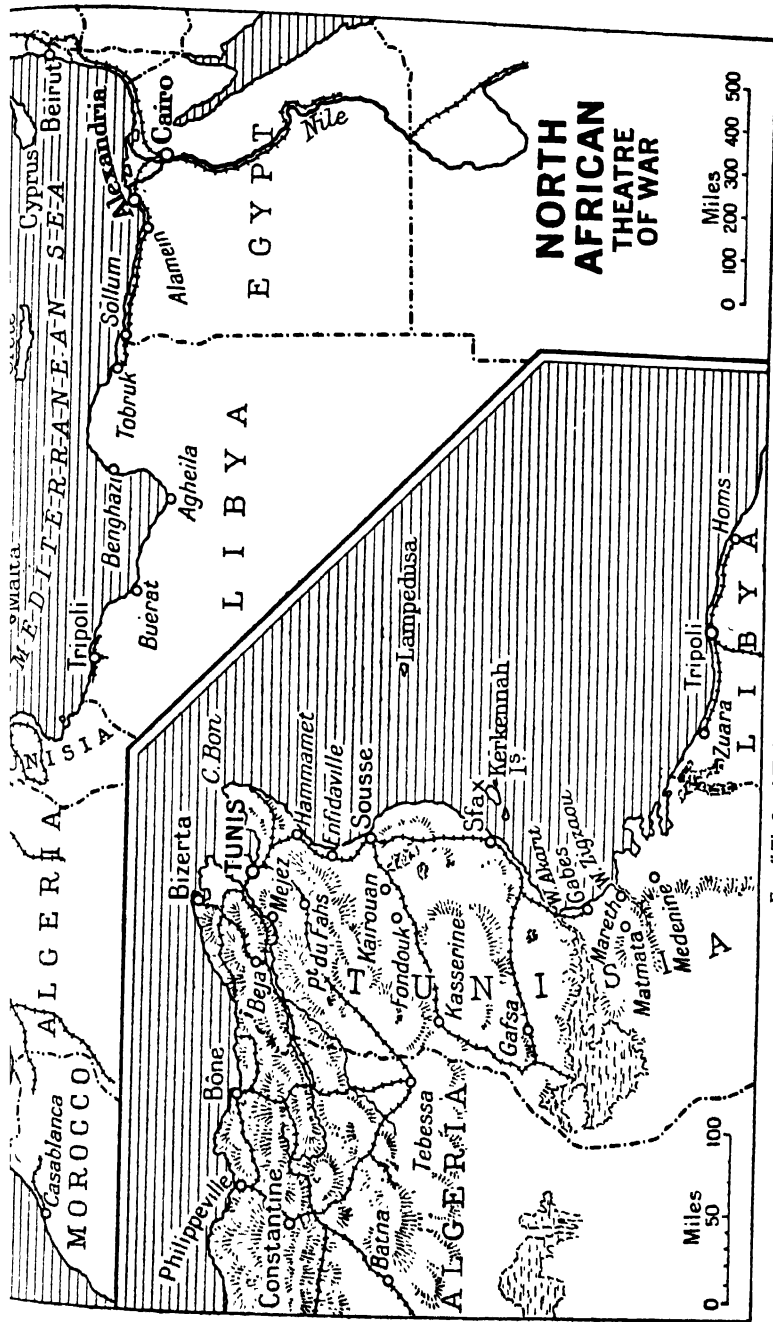 Casablanca
MOROCCO
ALGERIA
NISIA
Malta
MEDITERRANEAN SEA
Cyprus
Beirut
Tripoli
Buerat
Benghazi
Agheila
Tobruk
Sollum
Alamein
Alexandria
Cairo
Nile
LIBYA
EGYPT
NORTH
AFRICAN
THEATRE
OF WAR
Miles
0 100 200 300 400 500
Philippeville
Bône
Bizerta
C. Bon
TUNIS
Constantine
Beja
Mejez
Hammamet
Pt. du Fahs
Enfidaville
Batna
Tebessa
Kairouan
Sousse
Fondouk
Kasserine
Lampedusa
Gafsa
Sfax
Kerkennah
Is
W. Akarit
Gabes
W. Zigzaou
Mareth
Matmata
Medenine
TUNISIA
ALGERIA
Zuara
Tripoli
Homs
LIBYA
Miles
0 50 100